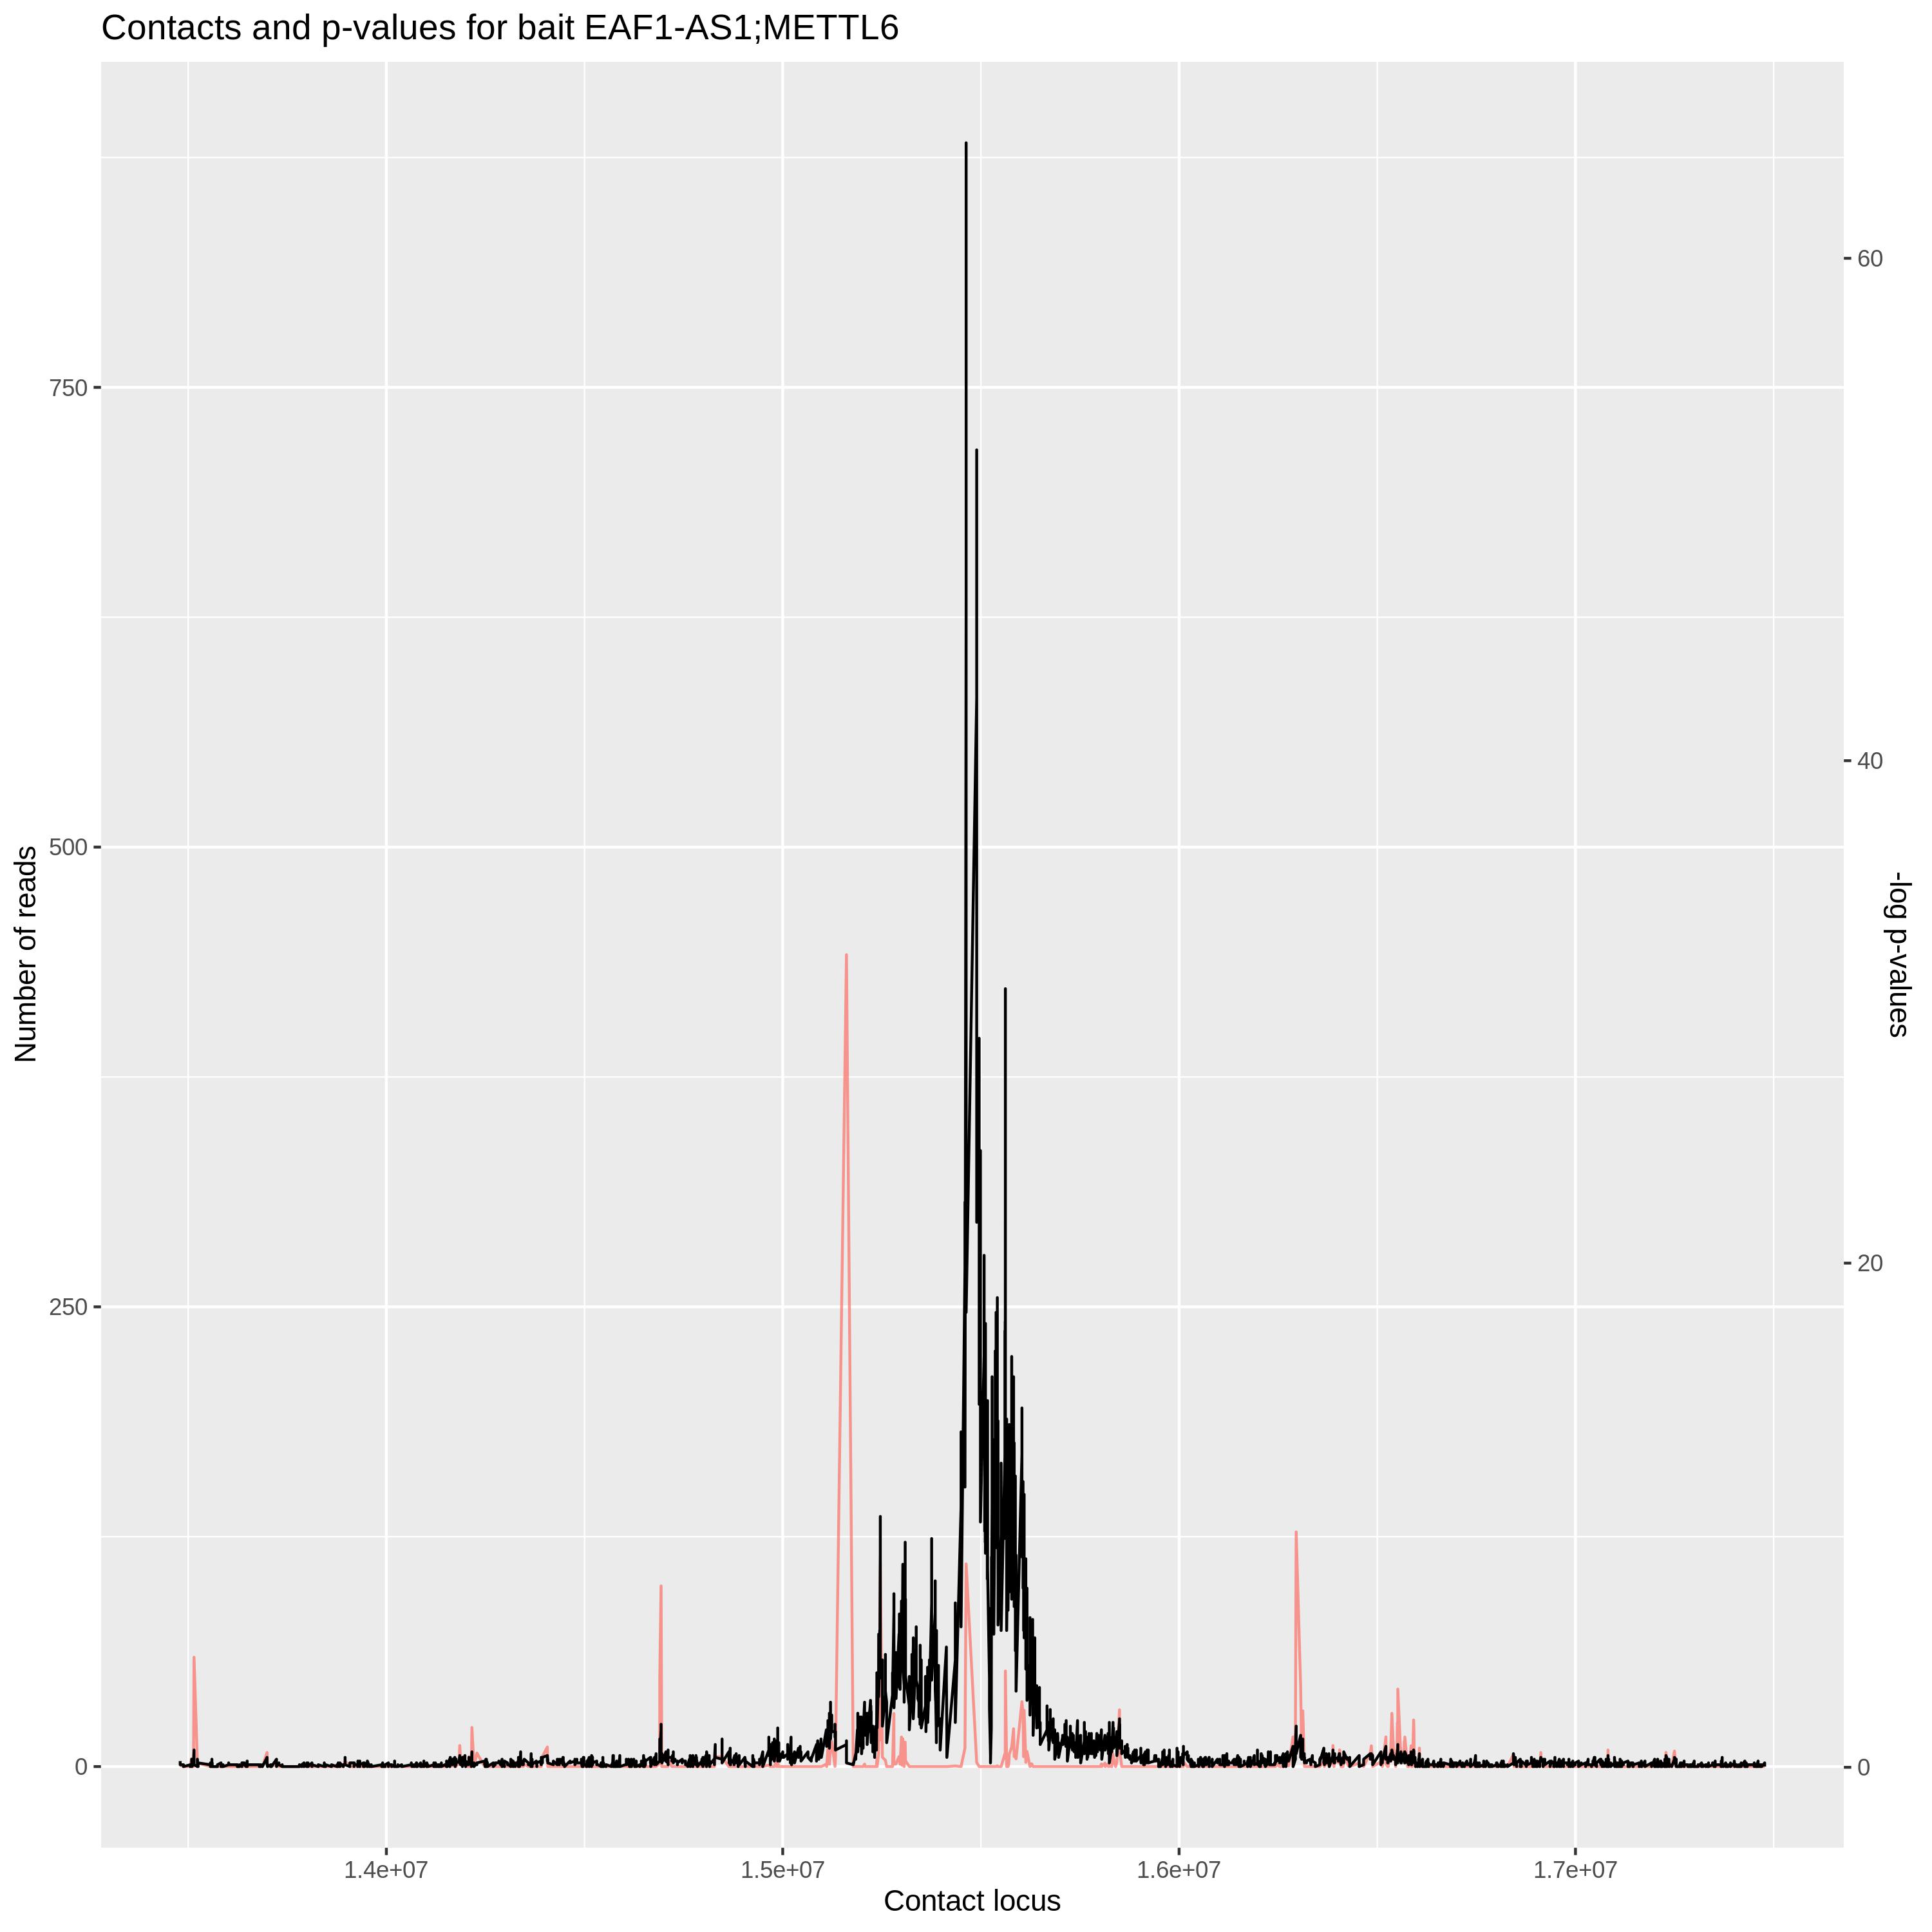 Contacts and p-values for bait EAF1-AS1;METTL6
Number of reads
750
500
250
0
60
40
20
0
-log p-values
1.4e+07
1.5e+07
1.6e+07
1.7e+07
Contact locus